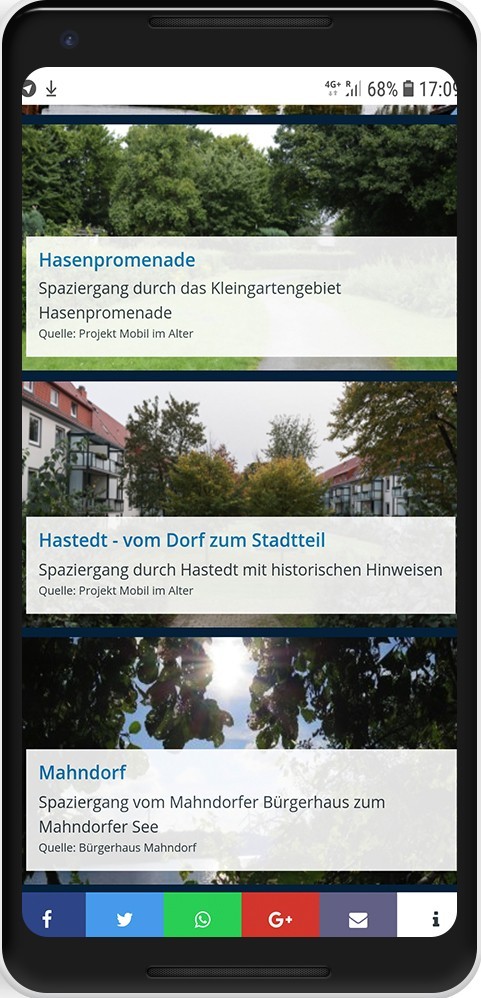 4G+ R 68% 17:09
Hasenpromenade
Spaziergang durch das Kleingartengebiet
Hasenpromenade
Quelle: Projekt Mobil im Alter
Hastedt - vom Dorf zum Stadtteil
Spaziergang durch Hastedt mit historischen Hinweisen
Quelle: Projekt Mobil im Alter
Mahndorf
Spaziergang vom Mahndorfer Bürgerhaus zum
Mahndorfer See
Quelle: Bürgerhaus Mahndorf
f G+ i